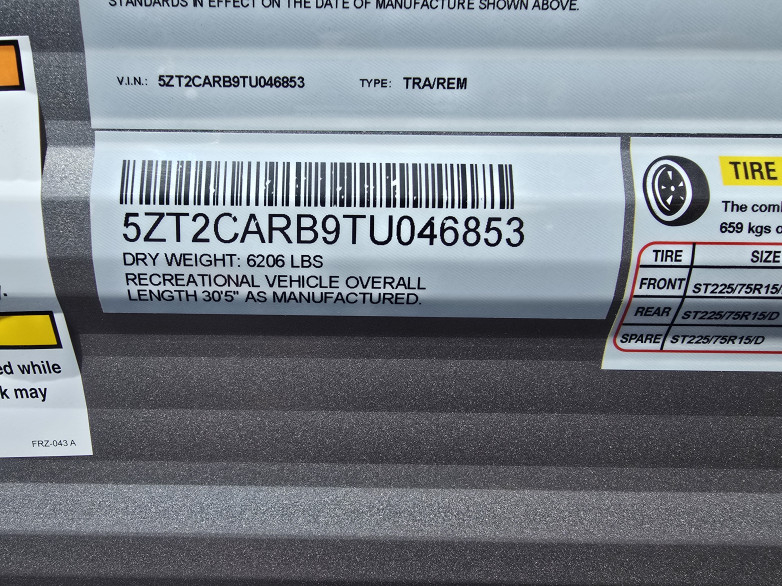 STANDARDS IN EFFECT ON THE DATE OF MANUFACTURE SHOWN ABOVE.
V.I.N.: 5ZT2CARB9TU046853 TYPE: TRA/REM
5ZT2CARB9TU046853
DRY WEIGHT: 6206 LBS
RECREATIONAL VEHICLE OVERALL
LENGTH 30'5" AS MANUFACTURED.
TIRE
The com
659 kgs o
TIRE SIZE
FRONT ST225/75R15/
REAR ST225/75R15/D
SPARE ST225/75R15/D
y.
ed while
k may
FRZ-043 A